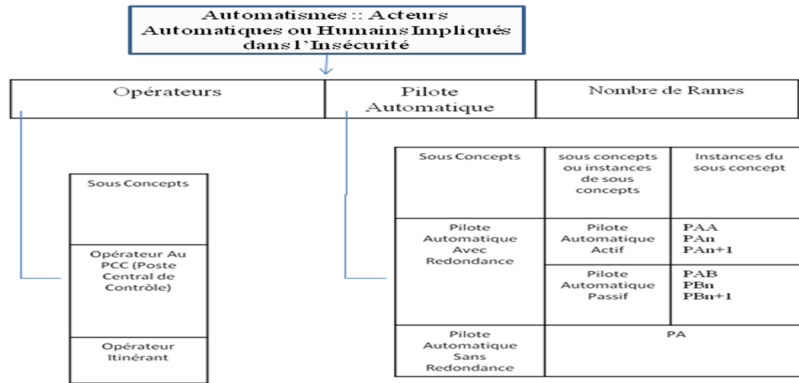 Automatismes :: Acteurs
Automatiques ou Humains Impliqués
dans l'Insécurité
Opérateurs
Pilote
Automatique
Nombre de Rames
Sous Concepts
Opérateur Au
PCC (Poste
Central de
Contrôle)
Opérateur
Itinérant
Sous Concepts
sous concepts
ou instances
de sous
concepts
Instances du
sous concept
Pilote
Automatique
Avec
Redondance
Pilote
Automatique
Actif
PAA
PAn
PAn+1
Pilote
Automatique
Passif
PAB
PBn
PBn+1
Pilote
Automatique
Sans
Redondance
PA